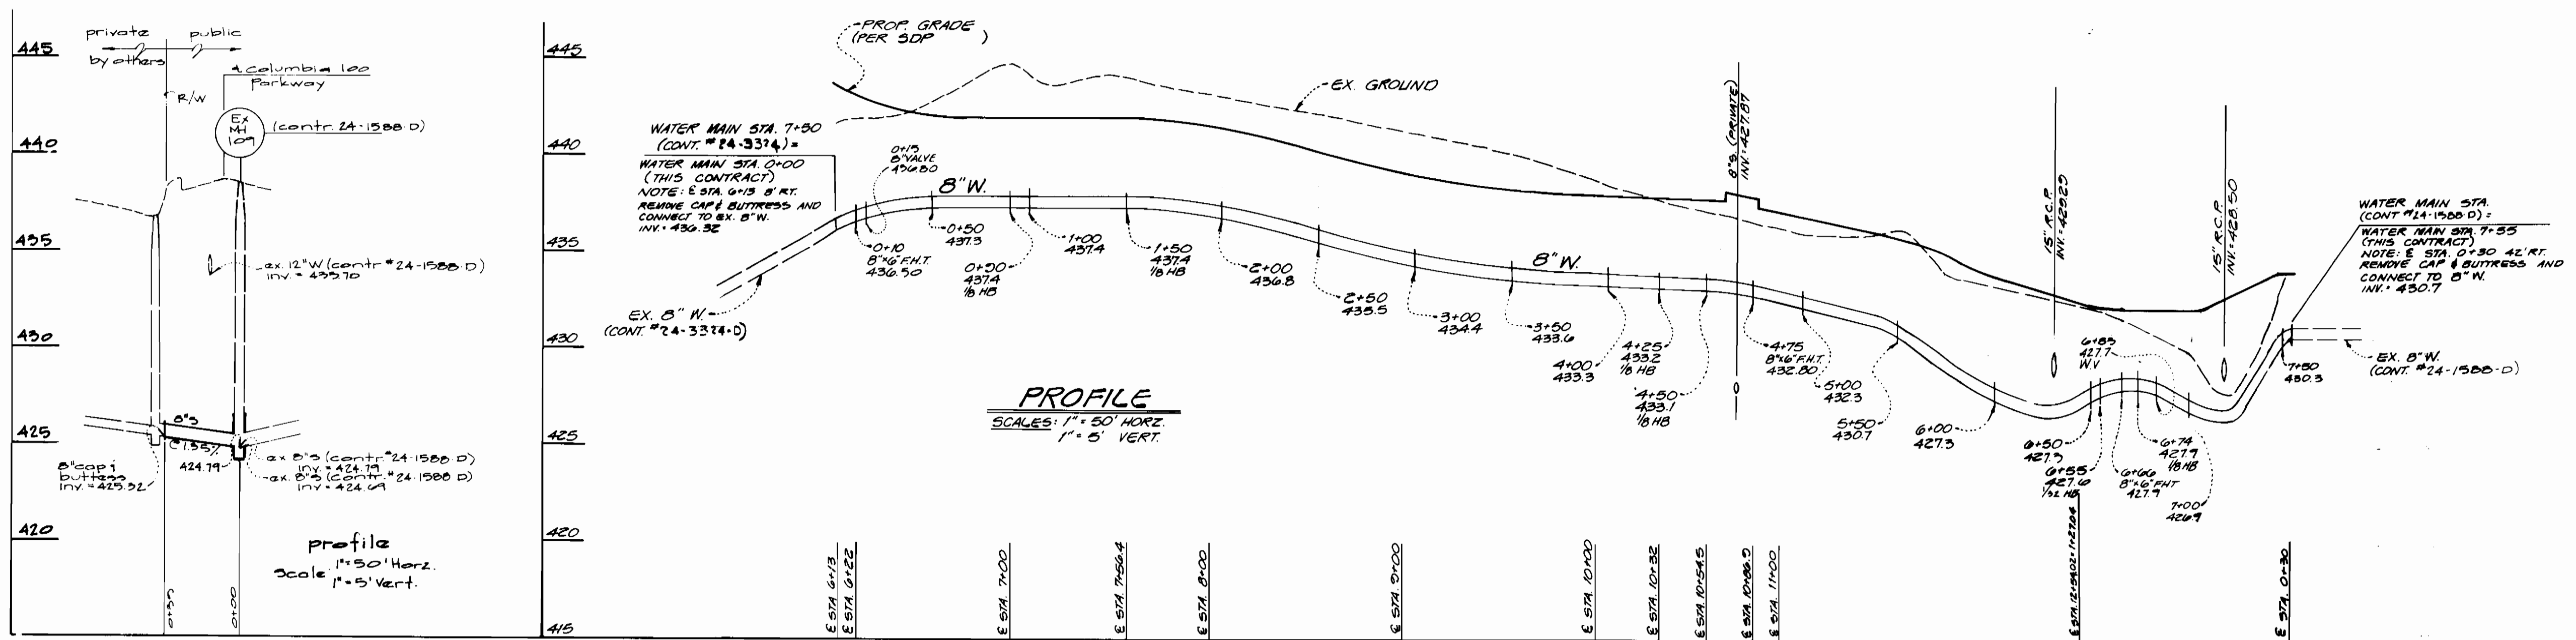 445
440
435
430
425
420
private public
by others
℄ Columbia 100
Parkway
R/W
Ex
MH
109
(contr. 24-1588-D)
ex. 12"W (contr #24-1588-D)
inv. = 435.70
8"S
@ 1.35%
424.79
8" cap &
buttress
inv. = 425.32
ex 8"S (contr. #24-1588-D)
inv. = 424.79
ex. 8"S (contr. #24-1588 D)
inv = 424.69
profile
scale: 1"=50' Horz.
1"=5' Vert.
0+39
0+00
445
440
435
430
425
420
415
PROP. GRADE
(PER SDP )
EX. GROUND
WATER MAIN STA. 7+50
(CONT. #24-3324) =
WATER MAIN STA. 0+00
(THIS CONTRACT)
NOTE: ℄ STA. 6+13 8' RT.
REMOVE CAP & BUTTRESS AND
CONNECT TO EX. 8" W.
INV. = 436.32
EX. 8" W.
(CONT. #24-3324-D)
0+15
8" VALVE
436.80
8" W.
0+10
8"x6" F.H.T.
436.50
0+50
437.3
0+90
437.4
1/8 HB
1+00
437.4
1+50
437.4
1/8 HB
2+00
436.8
2+50
435.5
3+00
434.4
8" W.
3+50
433.6
4+00
433.3
4+25
433.2
1/8 HB
4+50
433.1
1/8 HB
8"S. (PRIVATE)
INV. = 427.87
4+75
8"x6" F.H.T.
432.80
5+00
432.3
5+50
430.7
6+00
427.3
15" R.C.P.
INV. = 429.29
6+50
427.3
6+55
427.6
1/32 HB
6+66
8"x6" FHT
427.9
6+74
427.9
1/8 HB
6+83
427.7
W.V
7+00
426.9
15" R.C.P.
INV. = 428.50
7+50
430.3
WATER MAIN STA.
(CONT #24-1588-D) =
WATER MAIN STA. 7+55
(THIS CONTRACT)
NOTE: ℄ STA. 0+30 42' RT.
REMOVE CAP & BUTTRESS AND
CONNECT TO 8" W.
INV. = 430.7
EX. 8" W.
(CONT. #24-1588-D)
PROFILE
SCALES: 1" = 50' HORZ.
1" = 5' VERT.
℄ STA 6+13
℄ STA. 6+22
℄ STA. 7+00
℄ STA. 7+56.4
℄ STA. 8+00
℄ STA. 9+00
℄ STA. 10+00
℄ STA. 10+32
℄ STA. 10+54.5
℄ STA. 10+86.9
℄ STA. 11+00
℄ STA. 12+54.02 = 1+27.04
℄ STA. 0+30